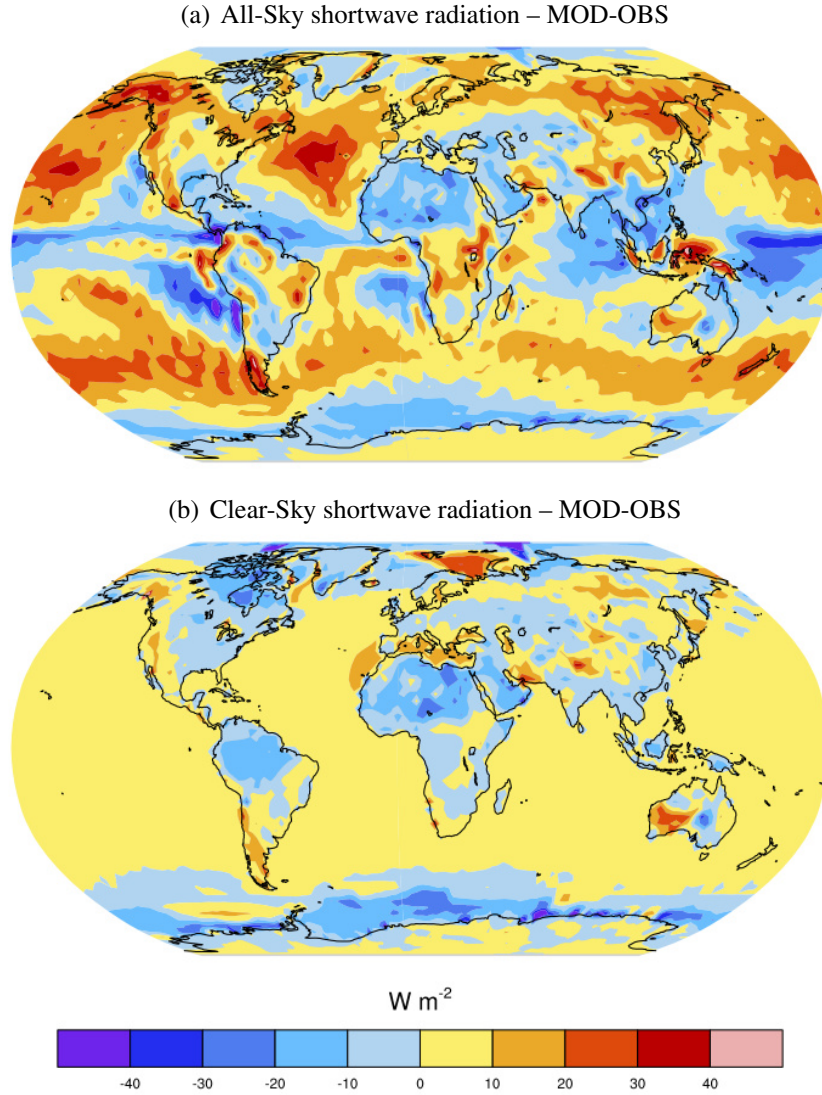 (a) All-Sky shortwave radiation – MOD-OBS
(b) Clear-Sky shortwave radiation – MOD-OBS
W m-2
-40 -30 -20 -10 0 10 20 30 40